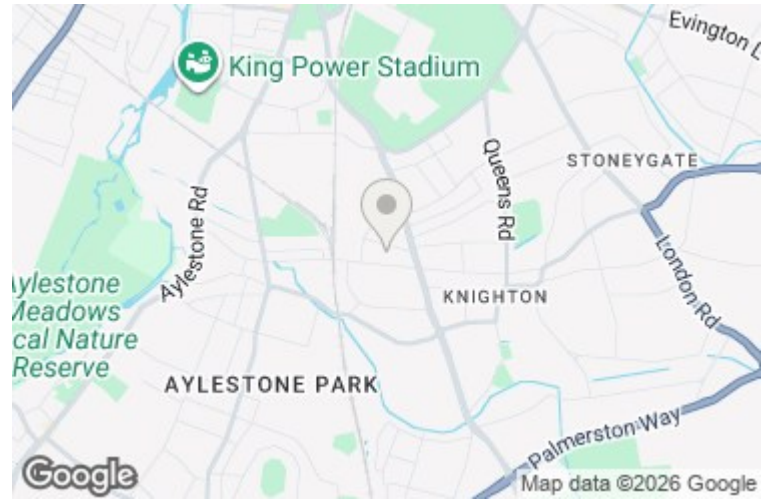 Evington L
King Power Stadium
STONEYGATE
Queens Rd
Aylestone Rd
London Rd
ylestone
Meadows
cal Nature
Reserve
KNIGHTON
AYLESTONE PARK
Palmerston Way
Google
Map data ©2026 Google